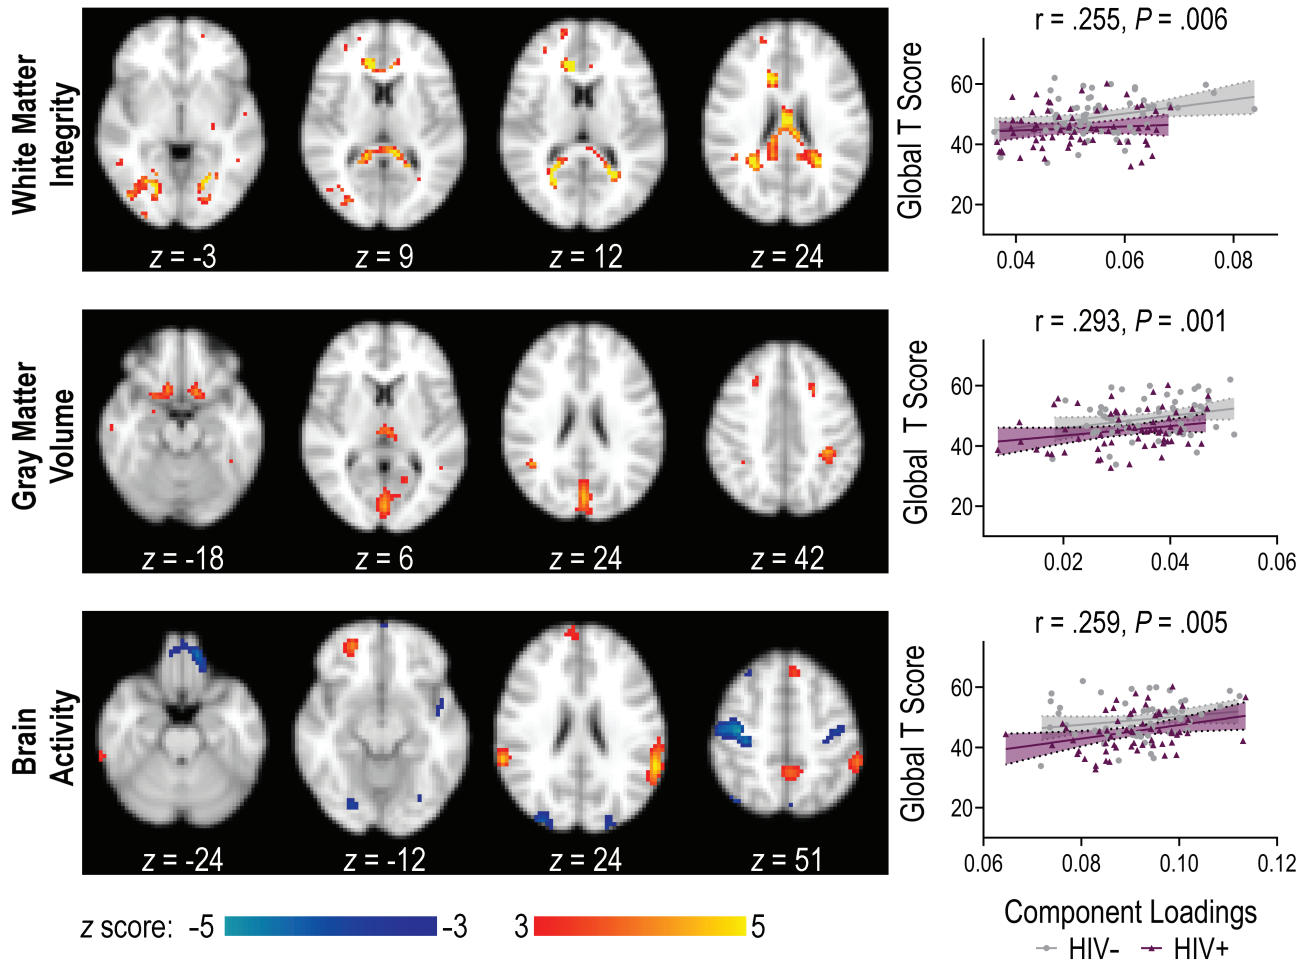 White Matter
Integrity
z = -3
z = 9
z = 12
z = 24
r = .255, P = .006
Global T Score
60
40
20
0.04
0.06
0.08
Gray Matter
Volume
z = -18
z = 6
z = 24
z = 42
r = .293, P = .001
Global T Score
60
40
20
0.02
0.04
0.06
Brain
Activity
z = -24
z = -12
z = 24
z = 51
r = .259, P = .005
Global T Score
60
40
20
0.06
0.08
0.10
0.12
z score: -5
-3
3
5
Component Loadings
HIV-
HIV+